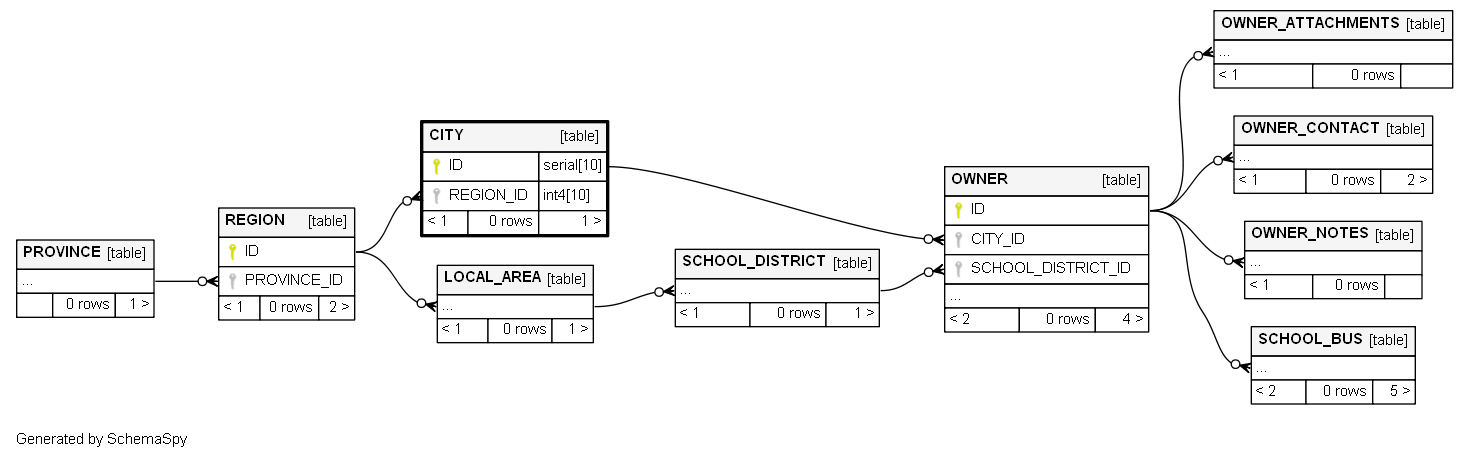 PROVINCE [table]
...
0 rows 1 >
REGION [table]
ID
PROVINCE_ID
< 1 0 rows 2 >
CITY [table]
ID serial[10]
REGION_ID int4[10]
< 1 0 rows 1 >
LOCAL_AREA [table]
...
< 1 0 rows 1 >
SCHOOL_DISTRICT [table]
...
< 1 0 rows 1 >
OWNER [table]
ID
CITY_ID
SCHOOL_DISTRICT_ID
...
< 2 0 rows 4 >
OWNER_ATTACHMENTS [table]
...
< 1 0 rows
OWNER_CONTACT [table]
...
< 1 0 rows 2 >
OWNER_NOTES [table]
...
< 1 0 rows
SCHOOL_BUS [table]
...
< 2 0 rows 5 >
Generated by SchemaSpy